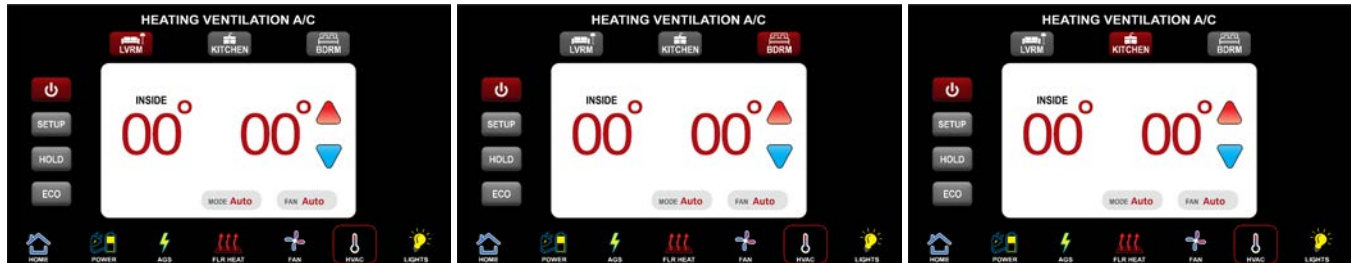 HEATING VENTILATION A/C
LVRM KITCHEN BDRM
INSIDE
00° 00°
SETUP
HOLD
ECO
MODE Auto FAN Auto
HOME POWER AGS FLR HEAT FAN HVAC LIGHTS
HEATING VENTILATION A/C
LVRM KITCHEN BDRM
INSIDE
00° 00°
SETUP
HOLD
ECO
MODE Auto FAN Auto
HOME POWER AGS FLR HEAT FAN HVAC LIGHTS
HEATING VENTILATION A/C
LVRM KITCHEN BDRM
INSIDE
00° 00°
SETUP
HOLD
ECO
MODE Auto FAN Auto
HOME POWER AGS FLR HEAT FAN HVAC LIGHTS